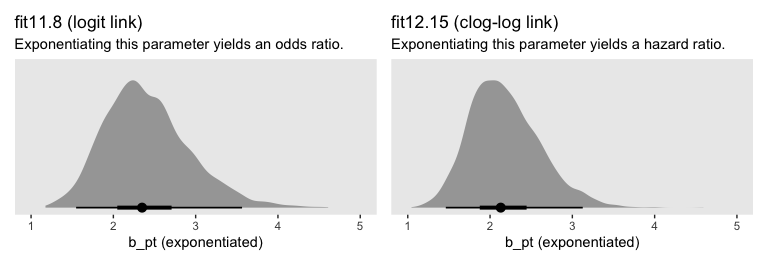 fit11.8 (logit link)
Exponentiating this parameter yields an odds ratio.
1 2 3 4 5
b_pt (exponentiated)
fit12.15 (clog-log link)
Exponentiating this parameter yields a hazard ratio.
1 2 3 4 5
b_pt (exponentiated)